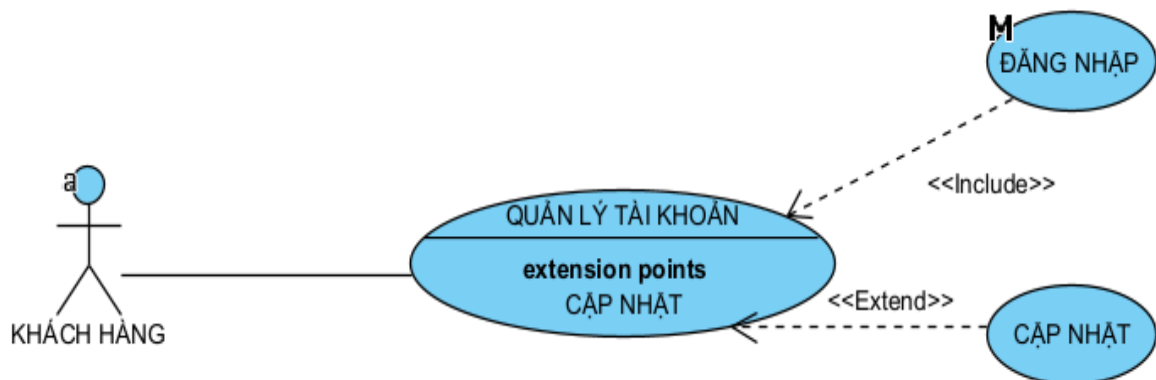 M
ĐĂNG NHẬP
<<Include>>
a
QUẢN LÝ TÀI KHOẢN
extension points
CẬP NHẬT
<<Extend>>
CẬP NHẬT
KHÁCH HÀNG